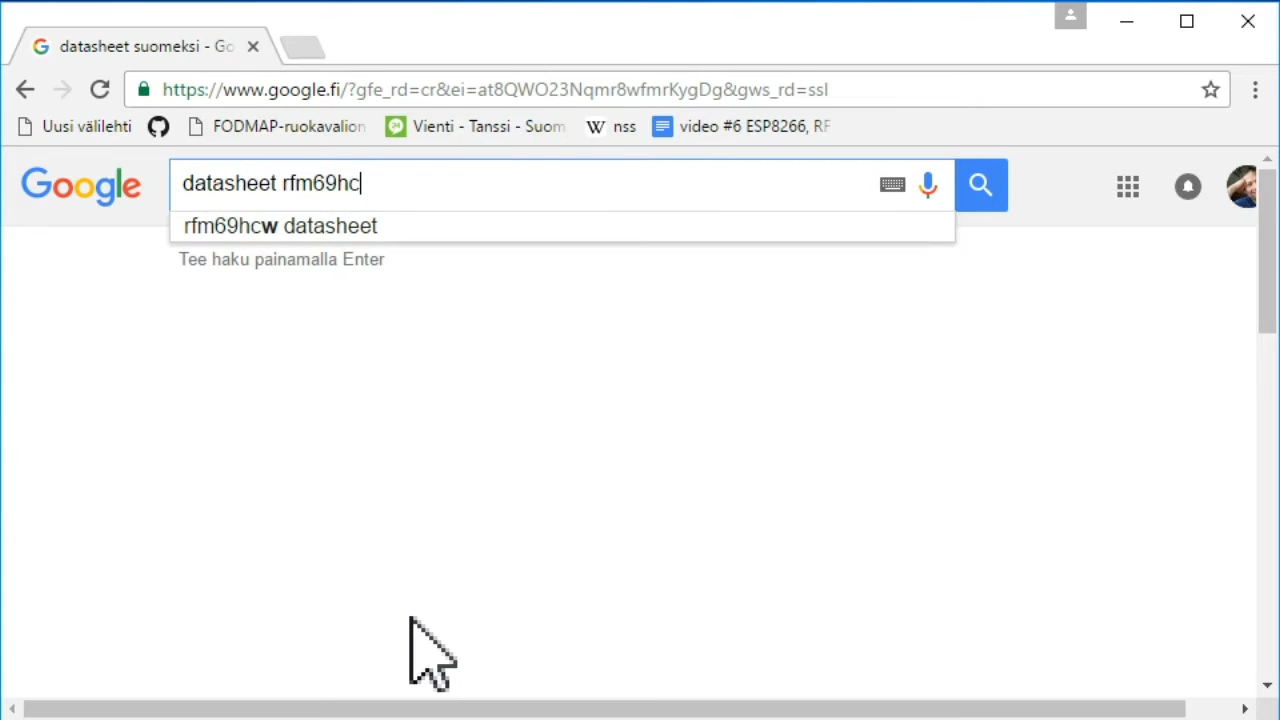 datasheet suomeksi - Go
https://www.google.fi/?gfe_rd=cr&ei=at8QWO23Nqmr8wfmrKygDg&gws_rd=ssl
Uusi välilehti FODMAP-ruokavalion Vienti - Tanssi - Suom W nss video #6 ESP8266, RF
Google datasheet rfm69hc
rfm69hcw datasheet
Tee haku painamalla Enter